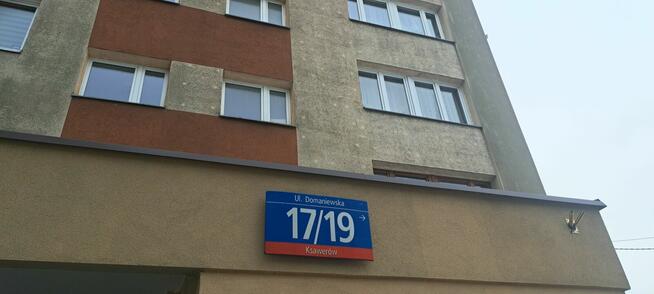 Ul. Domaniewska
17/19 →
Ksawerów